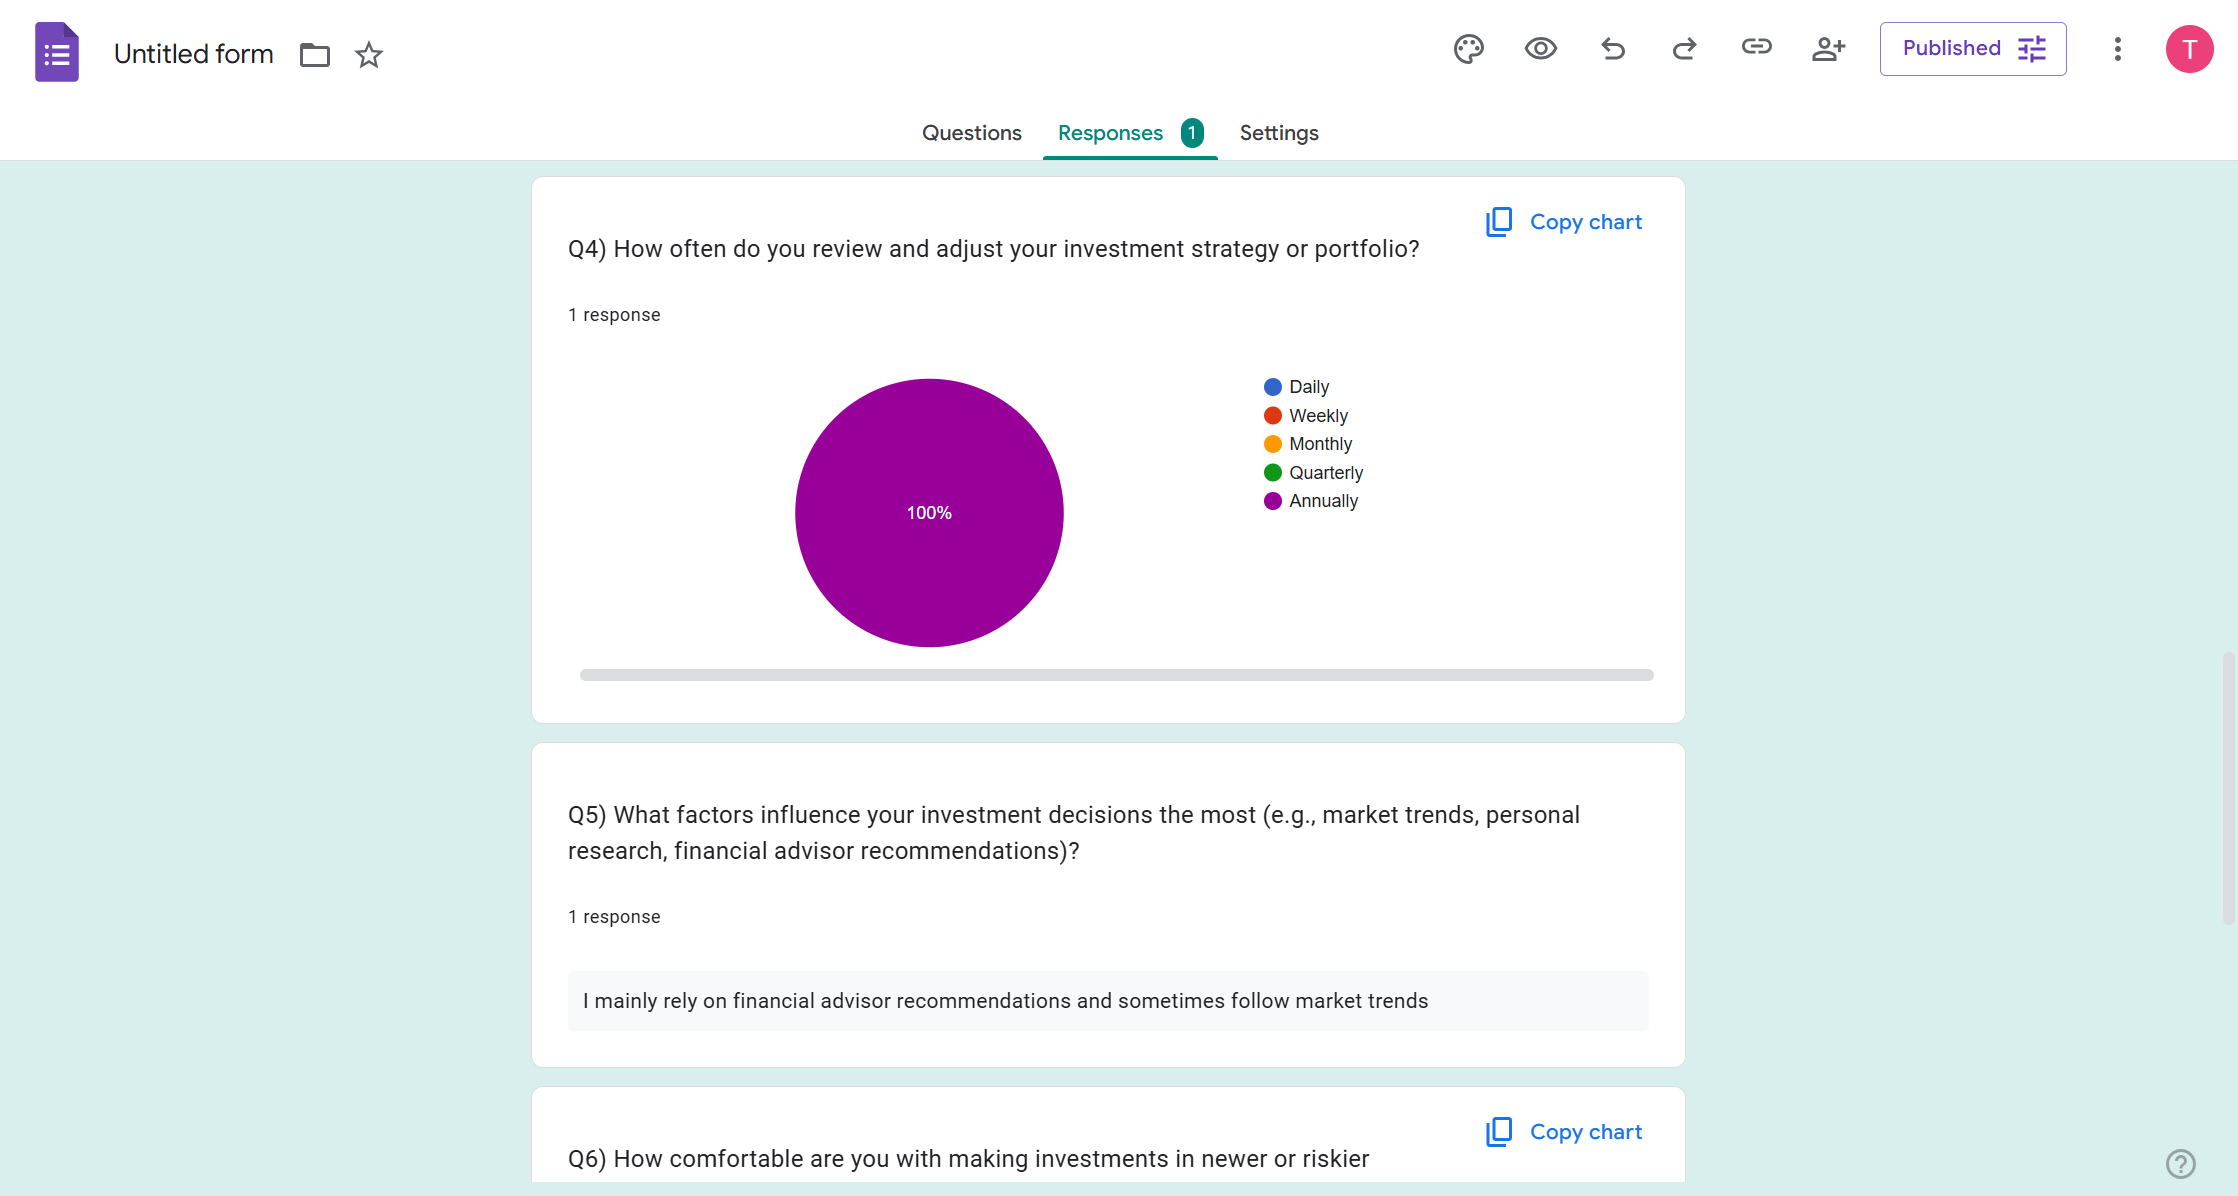 Untitled form
Published
T
Questions
Responses 1
Settings
Copy chart
Q4) How often do you review and adjust your investment strategy or portfolio?
1 response
100%
Daily
Weekly
Monthly
Quarterly
Annually
Q5) What factors influence your investment decisions the most (e.g., market trends, personal
research, financial advisor recommendations)?
1 response
I mainly rely on financial advisor recommendations and sometimes follow market trends
Copy chart
Q6) How comfortable are you with making investments in newer or riskier